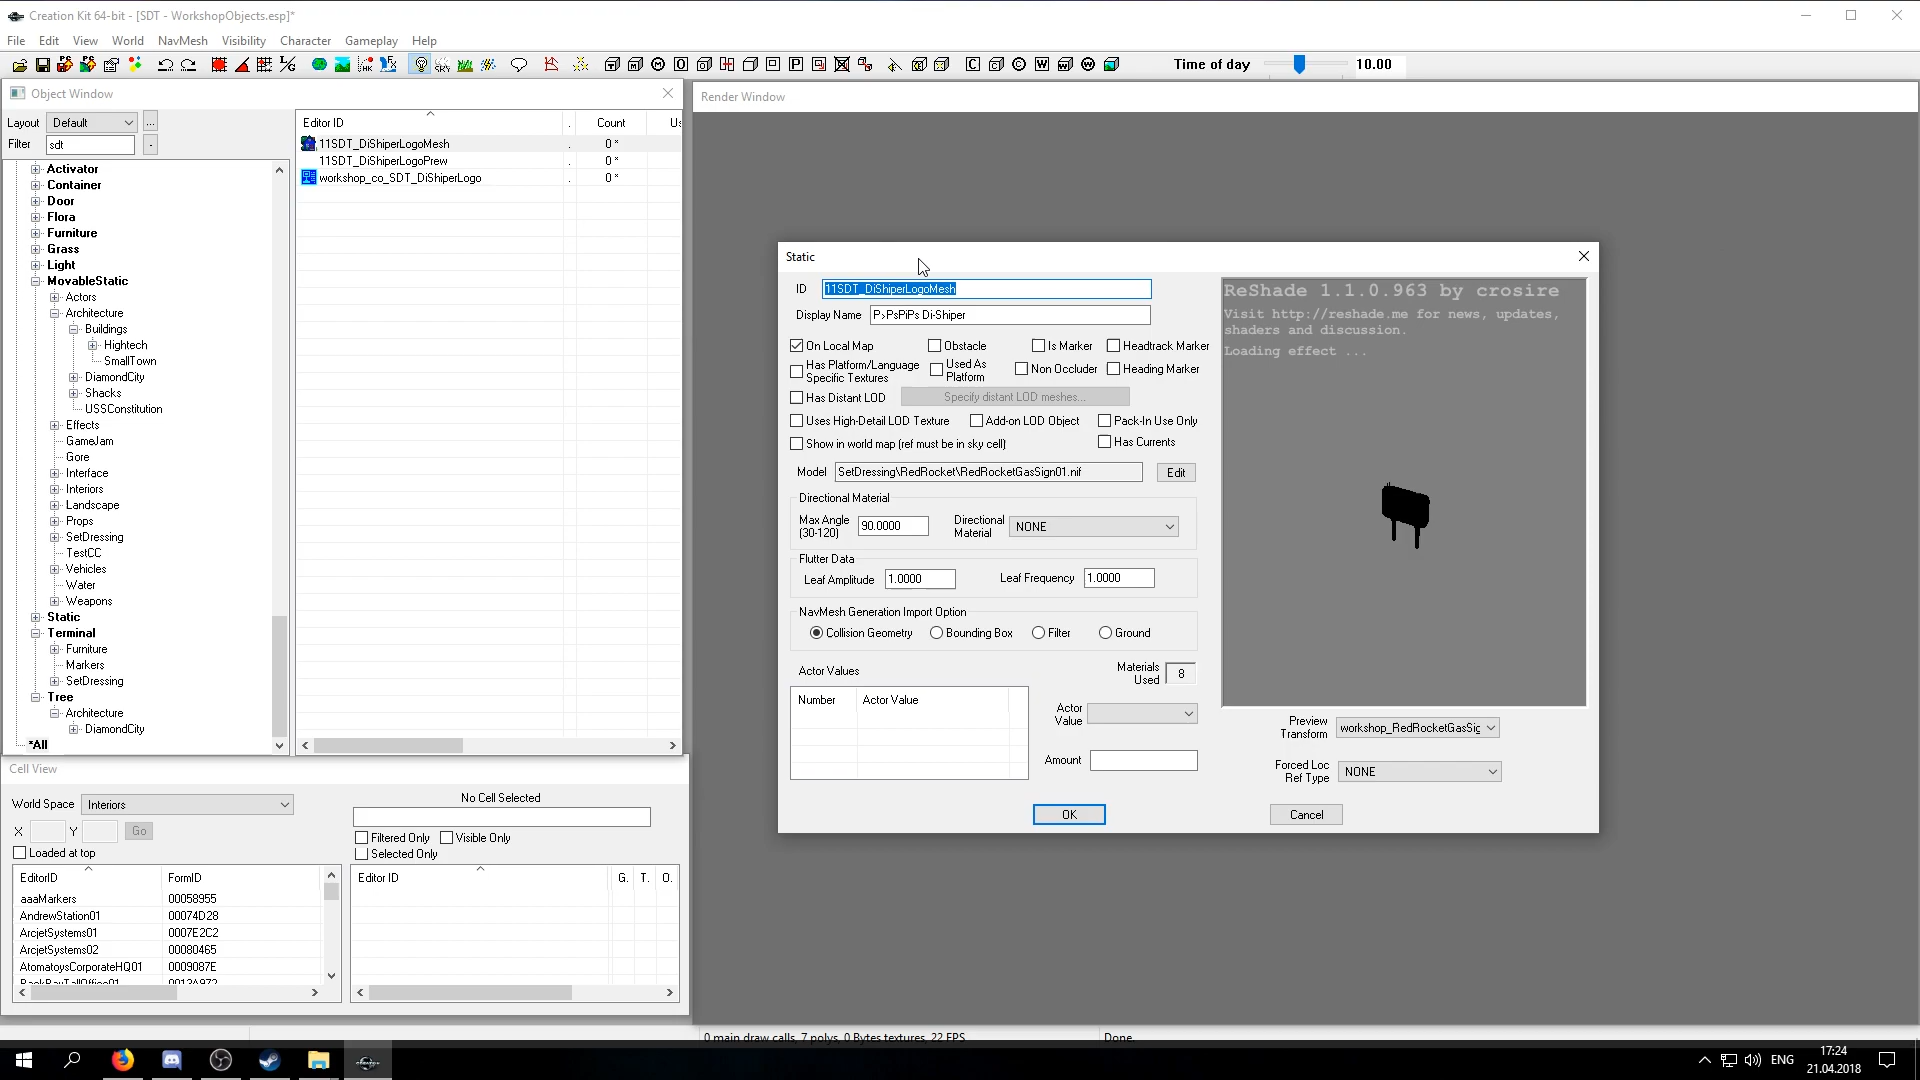 Creation Kit 64-bit - [SDT - WorkshopObjects.esp]*
File Edit View World NavMesh Visibility Character Gameplay Help
Time of day 10.00
Object Window
Render Window
Layout Default ...
Filter sdt -
Editor ID . Count Us
11SDT_DiShiperLogoMesh . 0 *
11SDT_DiShiperLogoPrew . 0 *
workshop_co_SDT_DiShiperLogo . 0 *
Activator
Container
Door
Flora
Furniture
Grass
Light
MovableStatic
Actors
Architecture
Buildings
Hightech
SmallTown
DiamondCity
Shacks
USSConstitution
Effects
GameJam
Gore
Interface
Interiors
Landscape
Props
SetDressing
TestCC
Vehicles
Water
Weapons
Static
Terminal
Furniture
Markers
SetDressing
Tree
Architecture
DiamondCity
*All
Static
ID 11SDT_DiShiperLogoMesh
Display Name P›PsPiPs Di-Shiper
On Local Map Obstacle Is Marker Headtrack Marker
Has Platform/Language Specific Textures Used As Platform Non Occluder Heading Marker
Has Distant LOD Specify distant LOD meshes...
Uses High-Detail LOD Texture Add-on LOD Object Pack-In Use Only
Show in world map (ref must be in sky cell) Has Currents
Model SetDressing\RedRocket\RedRocketGasSign01.nif Edit
Directional Material
Max Angle (30-120) 90.0000 Directional Material NONE
Flutter Data
Leaf Amplitude 1.0000 Leaf Frequency 1.0000
NavMesh Generation Import Option
Collision Geometry Bounding Box Filter Ground
Actor Values Materials Used 8
Number Actor Value
Actor Value
Amount
OK Cancel
ReShade 1.1.0.963 by crosire
Visit http://reshade.me for news, updates,
shaders and discussion.
Loading effect ...
Preview Transform workshop_RedRocketGasSig
Forced Loc Ref Type NONE
Cell View
World Space Interiors
X Y Go
Loaded at top
EditorID FormID
aaaMarkers 00058955
AndrewStation01 00074D28
ArcjetSystems01 0007E2C2
ArcjetSystems02 00080465
AtomatoysCorporateHQ01 0009087E
BackBayTallOffice01 0013A972
No Cell Selected
Filtered Only Visible Only
Selected Only
Editor ID G. T. O.
0 main draw calls, 7 polys, 0 Bytes textures, 22 FPS
Done.
ENG
17:24
21.04.2018